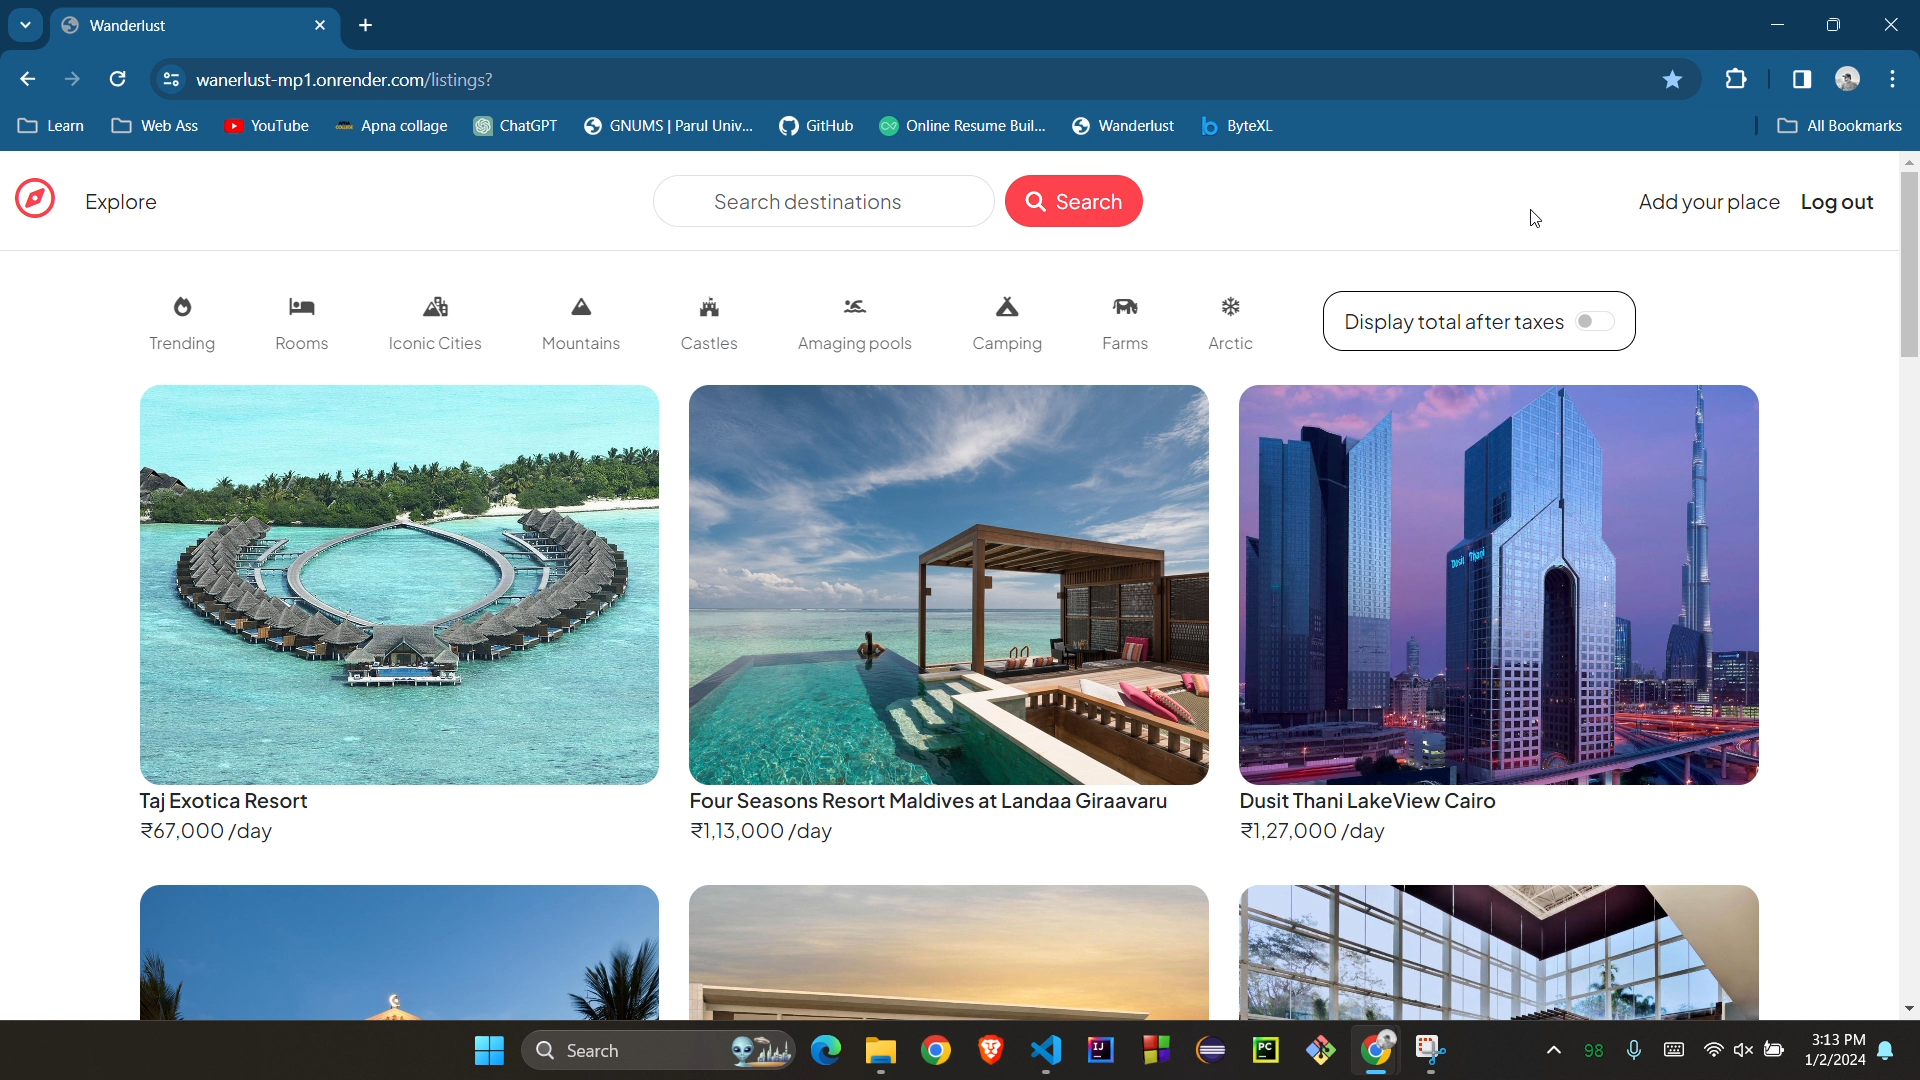 Wanderlust
wanerlust-mp1.onrender.com/listings?
Learn Web Ass YouTube Apna collage ChatGPT GNUMS | Parul Univ... GitHub Online Resume Buil... Wanderlust ByteXL All Bookmarks
Explore Search destinations Search Add your place Log out
Trending Rooms Iconic Cities Mountains Castles Amaging pools Camping Farms Arctic Display total after taxes
Dusit Thani
Taj Exotica Resort Four Seasons Resort Maldives at Landaa Giraavaru Dusit Thani LakeView Cairo
₹67,000 /day ₹1,13,000 /day ₹1,27,000 /day
Search IJ PC 98 3:13 PM
1/2/2024